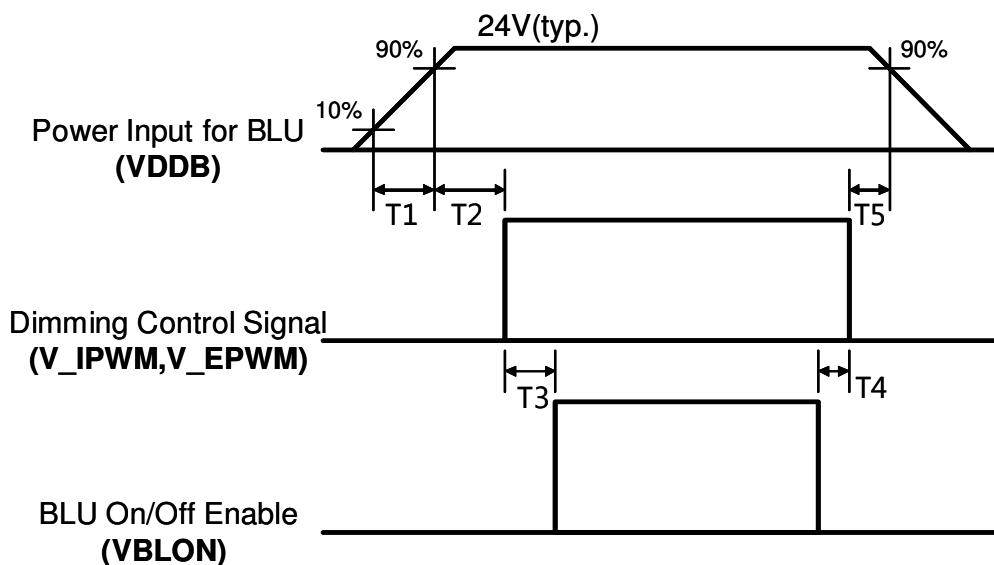 24V(typ.)
90%
90%
10%
Power Input for BLU
(VDDB)
T1
T2
T5
Dimming Control Signal
(V_IPWM,V_EPWM)
T3
T4
BLU On/Off Enable
(VBLON)